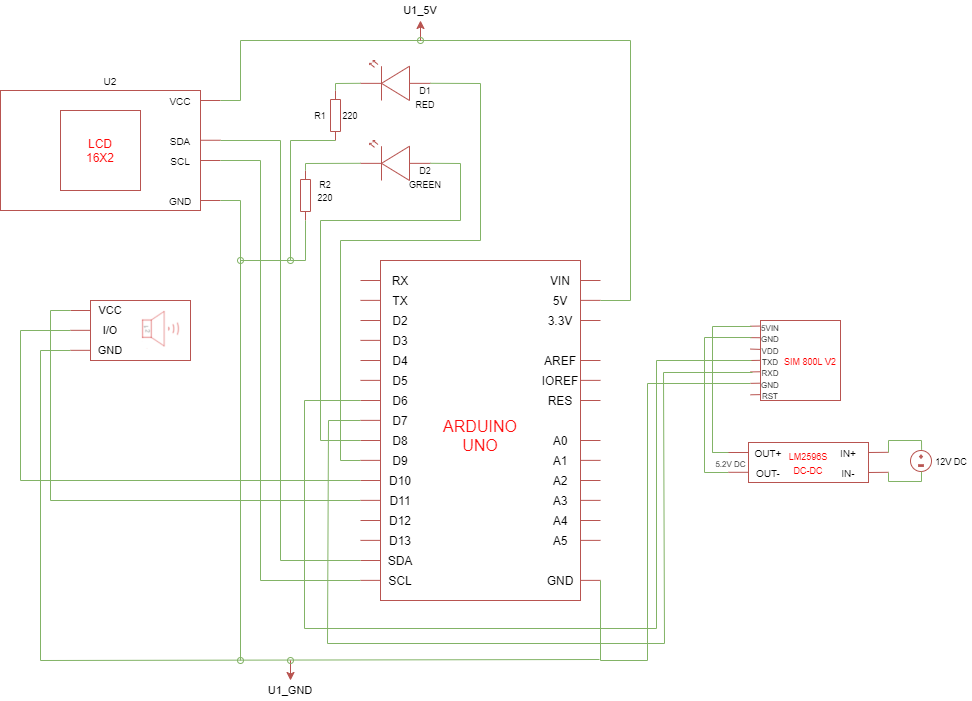 U1_5V
U2
VCC
SDA
SCL
GND
LCD
16X2
D1
RED
R1 220
D2
GREEN
R2
220
VCC
I/O
GND
RX
TX
D2
D3
D4
D5
D6
D7
D8
D9
D10
D11
D12
D13
SDA
SCL
ARDUINO
UNO
VIN
5V
3.3V
AREF
IOREF
RES
A0
A1
A2
A3
A4
A5
GND
5VIN
GND
VDD
TXD
RXD
GND
RST
SIM 800L V2
5.2V DC
OUT+
OUT-
LM2596S
DC-DC
IN+
IN-
12V DC
U1_GND